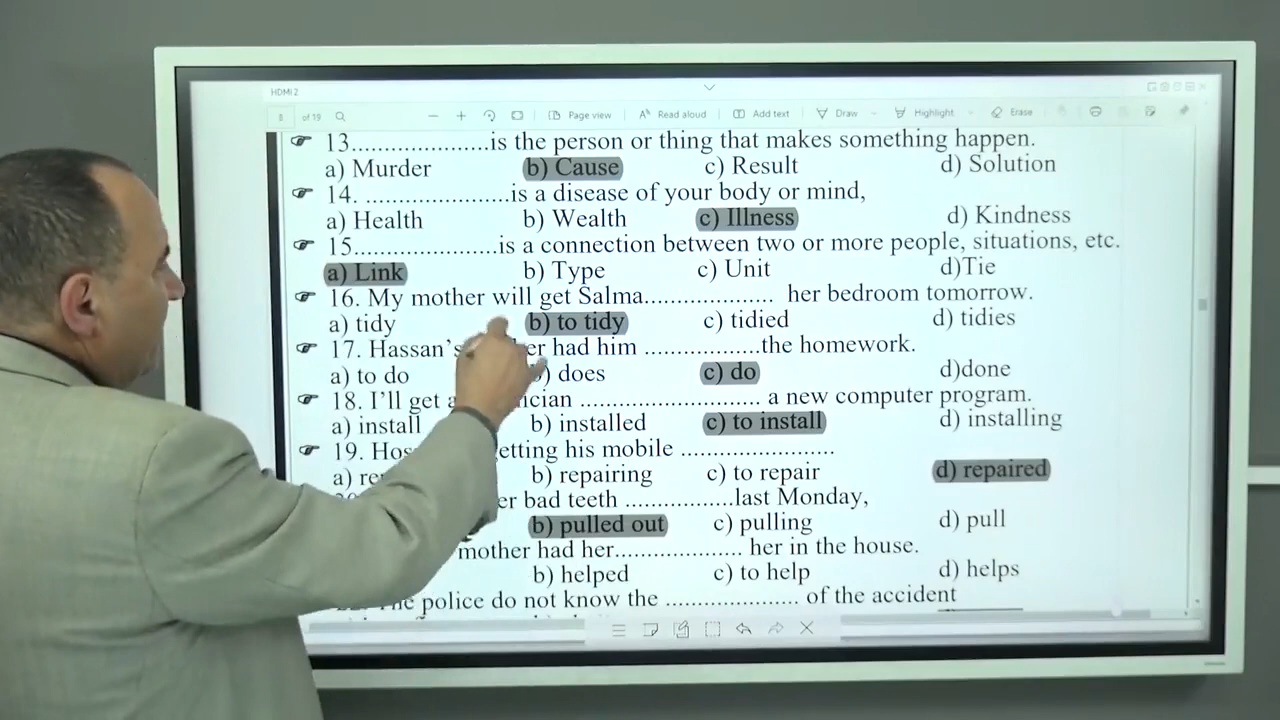 HDMI 2
8 of 19 Page view Read aloud Add text Draw Highlight Erase
13.....................is the person or thing that makes something happen.
a) Murder b) Cause c) Result d) Solution
14. ......................is a disease of your body or mind,
a) Health b) Wealth c) Illness d) Kindness
15......................is a connection between two or more people, situations, etc.
a) Link b) Type c) Unit d)Tie
16. My mother will get Salma.................... her bedroom tomorrow.
a) tidy b) to tidy c) tidied d) tidies
17. Hassan's had him ..................the homework.
a) to do b) does c) do d)done
18. I'll get ........................... a new computer program.
a) install b) installed c) to install d) installing
19. his mobile .......................
b) repairing c) to repair d) repaired
bad teeth ................last Monday,
b) pulled out c) pulling d) pull
mother had her.................... her in the house.
b) helped c) to help d) helps
police do not know the .................... of the accident